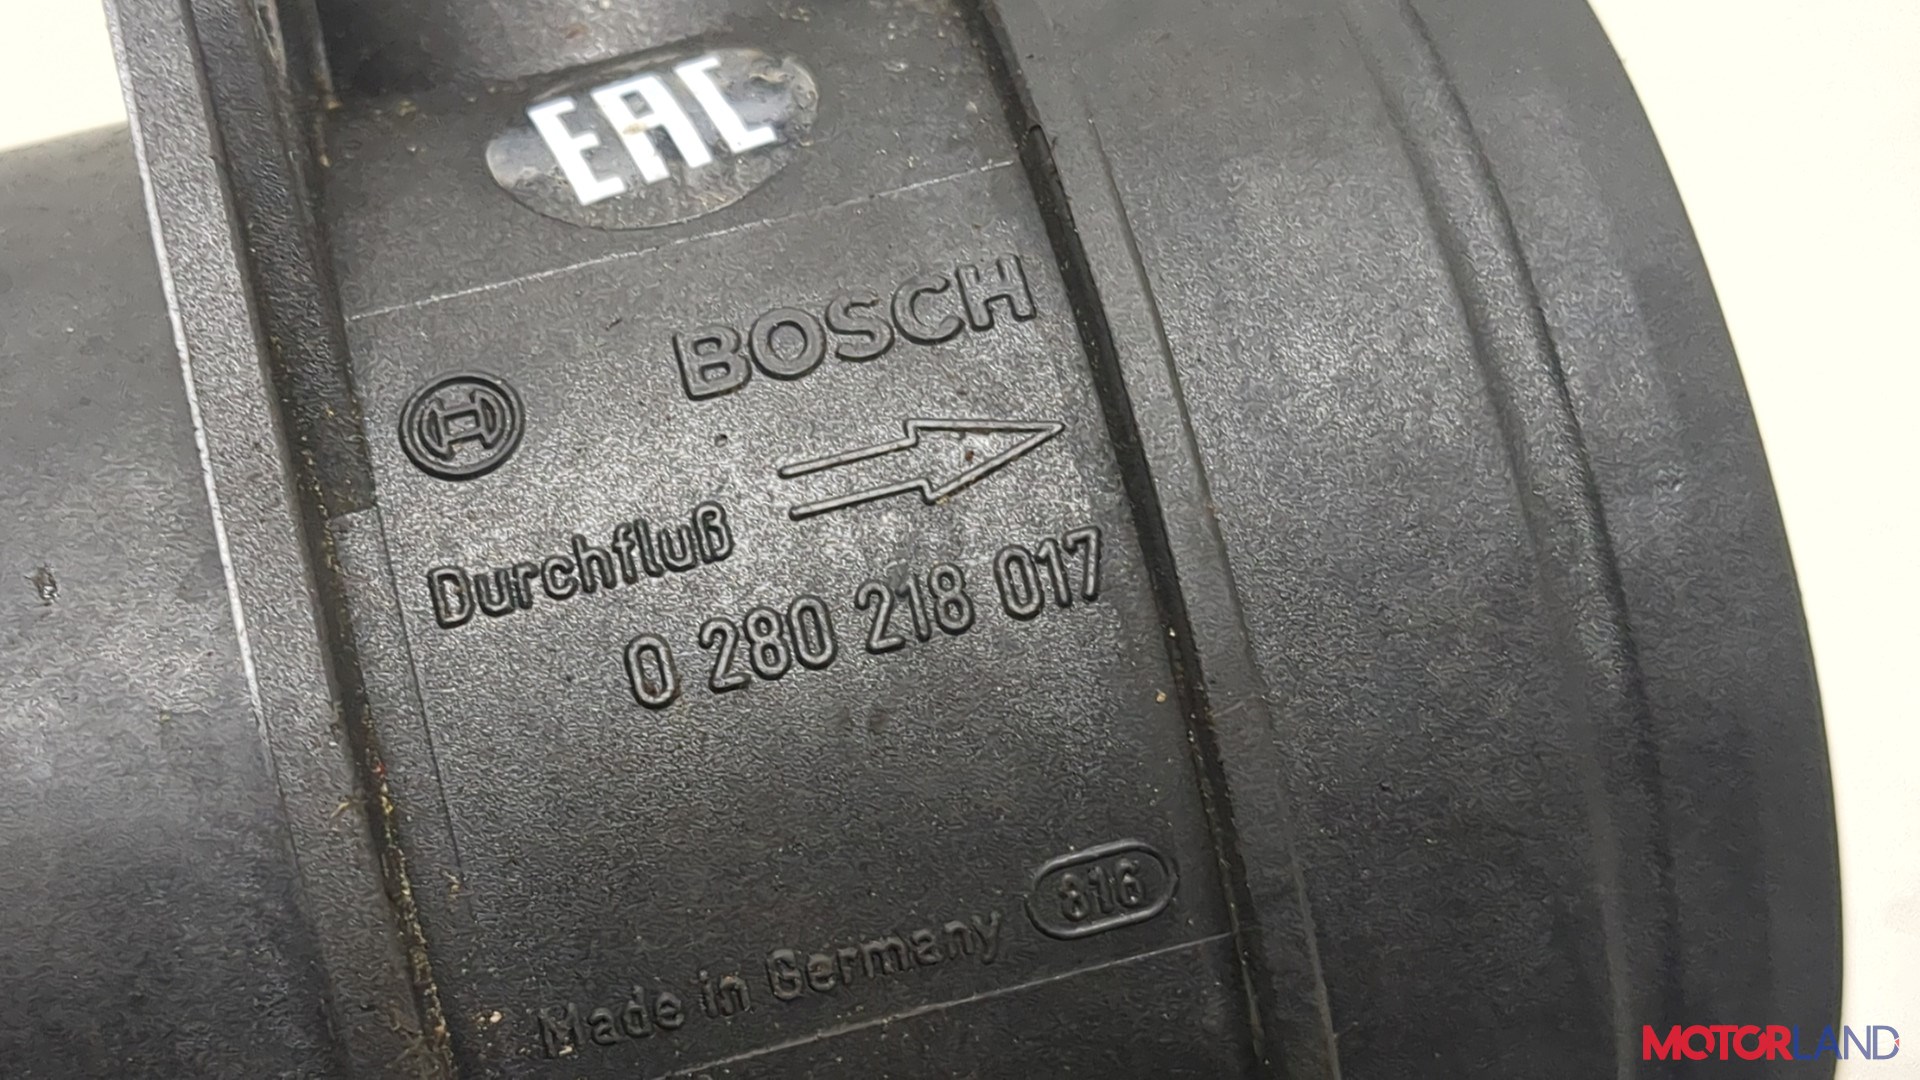 EAC
BOSCH
Durchfluß
0 280 218 017
816
Made in Germany
MOTORLAND